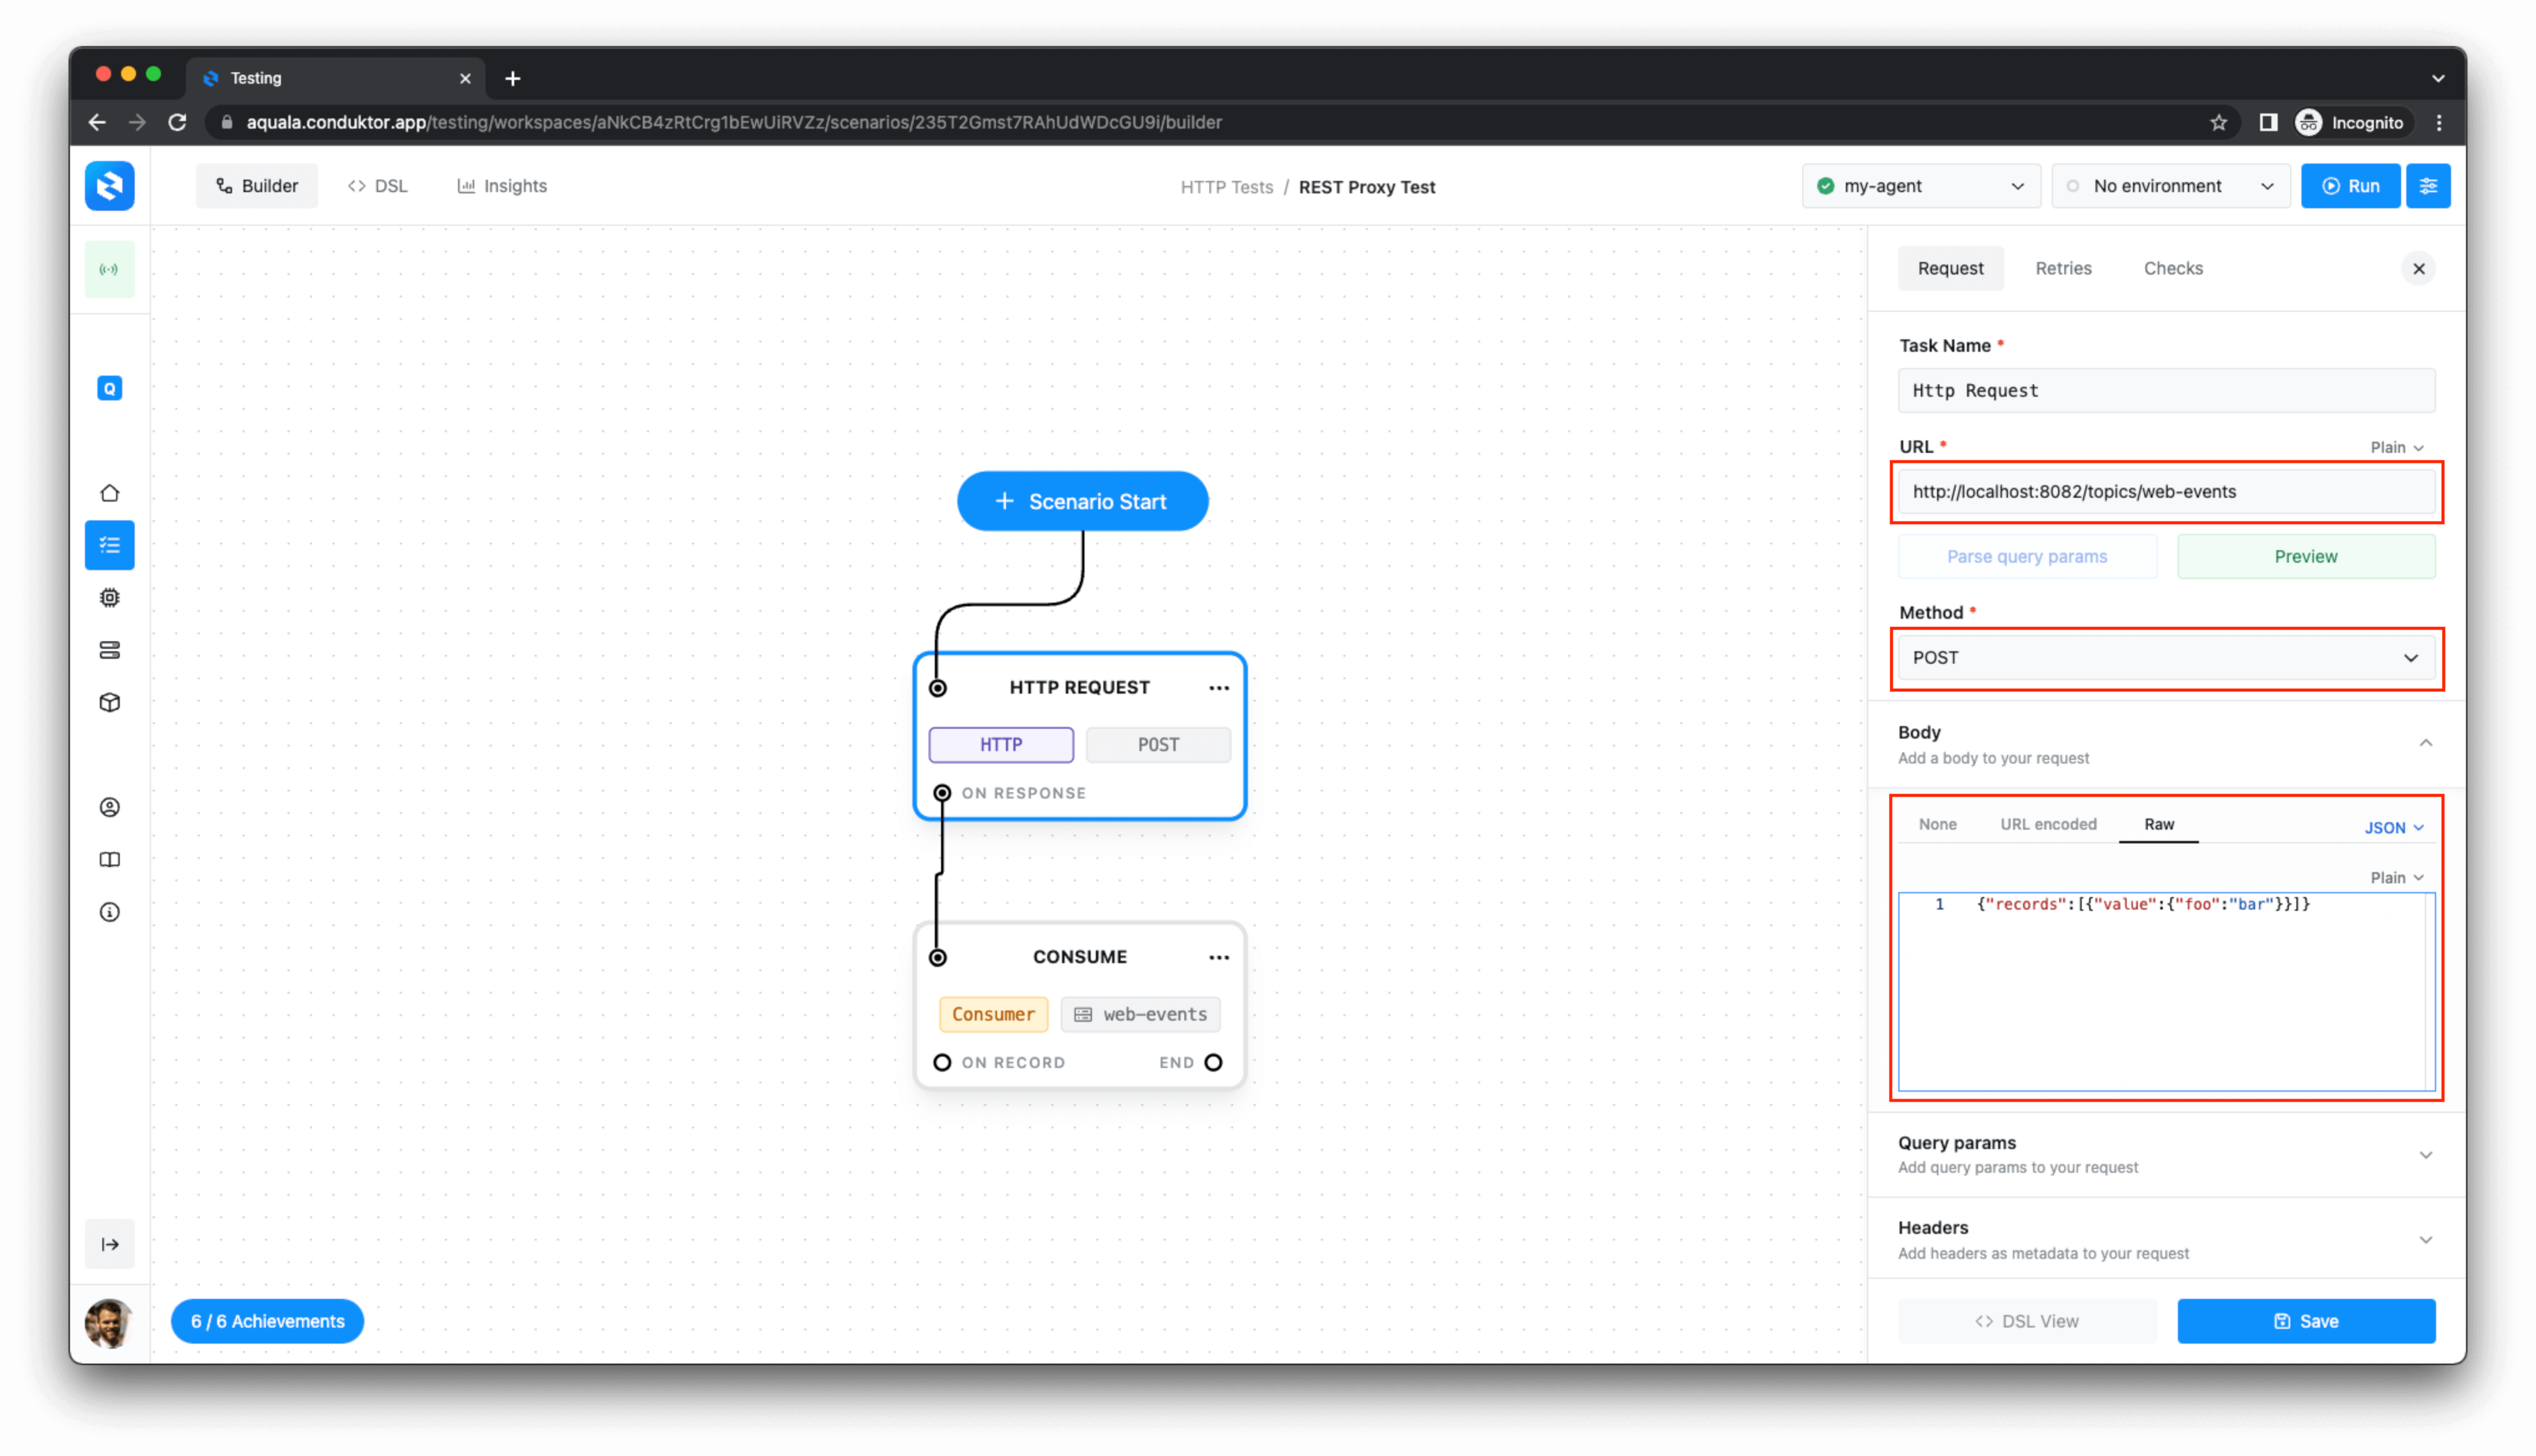 Testing
aquala.conduktor.app/testing/workspaces/aNkCB4zRtCrg1bEwUiRVZz/scenarios/235T2Gmst7RAhUdWDcGU9i/builder
Incognito
Builder
<> DSL
Insights
HTTP Tests / REST Proxy Test
my-agent
No environment
Run
Q
Request
Retries
Checks
Task Name *
Http Request
URL *
Plain
http://localhost:8082/topics/web-events
Parse query params
Preview
Method *
POST
Body
Add a body to your request
None
URL encoded
Raw
JSON
Plain
1 {"records":[{"value":{"foo":"bar"}}]}
Query params
Add query params to your request
Headers
Add headers as metadata to your request
<> DSL View
Save
+ Scenario Start
HTTP REQUEST
HTTP
POST
ON RESPONSE
CONSUME
Consumer
web-events
ON RECORD
END
6 / 6 Achievements